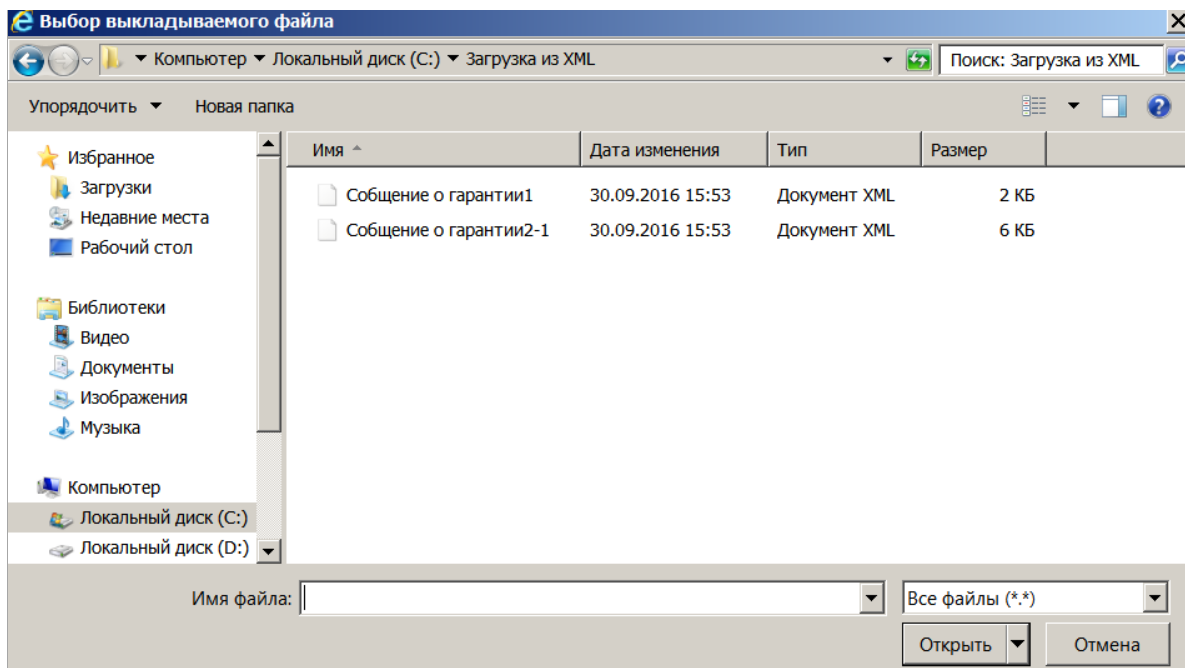 Выбор выкладываемого файла
Компьютер Локальный диск (C:) Загрузка из XML Поиск: Загрузка из XML
Упорядочить Новая папка
Имя Дата изменения Тип Размер
Избранное
Загрузки
Недавние места
Рабочий стол
Собщение о гарантии1 30.09.2016 15:53 Документ XML 2 КБ
Собщение о гарантии2-1 30.09.2016 15:53 Документ XML 6 КБ
Библиотеки
Видео
Документы
Изображения
Музыка
Компьютер
Локальный диск (C:)
Локальный диск (D:)
Имя файла: Все файлы (*.*)
Открыть Отмена